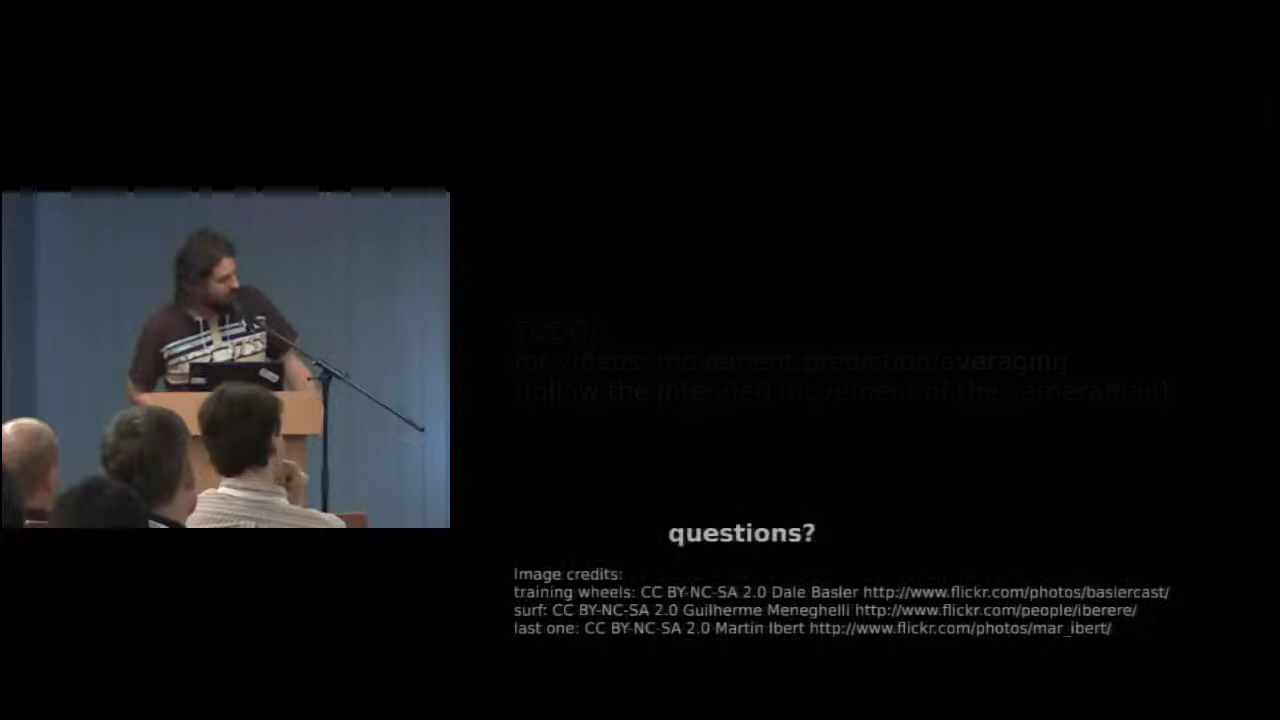 TODO:
for videos: movement prediction/averaging
(follow the intended movement of the cameraman)
questions?
Image credits:
training wheels: CC BY-NC-SA 2.0 Dale Basler http://www.flickr.com/photos/baslercast/
surf: CC BY-NC-SA 2.0 Guilherme Meneghelli http://www.flickr.com/people/iberere/
last one: CC BY-NC-SA 2.0 Martin Ibert http://www.flickr.com/photos/mar_ibert/